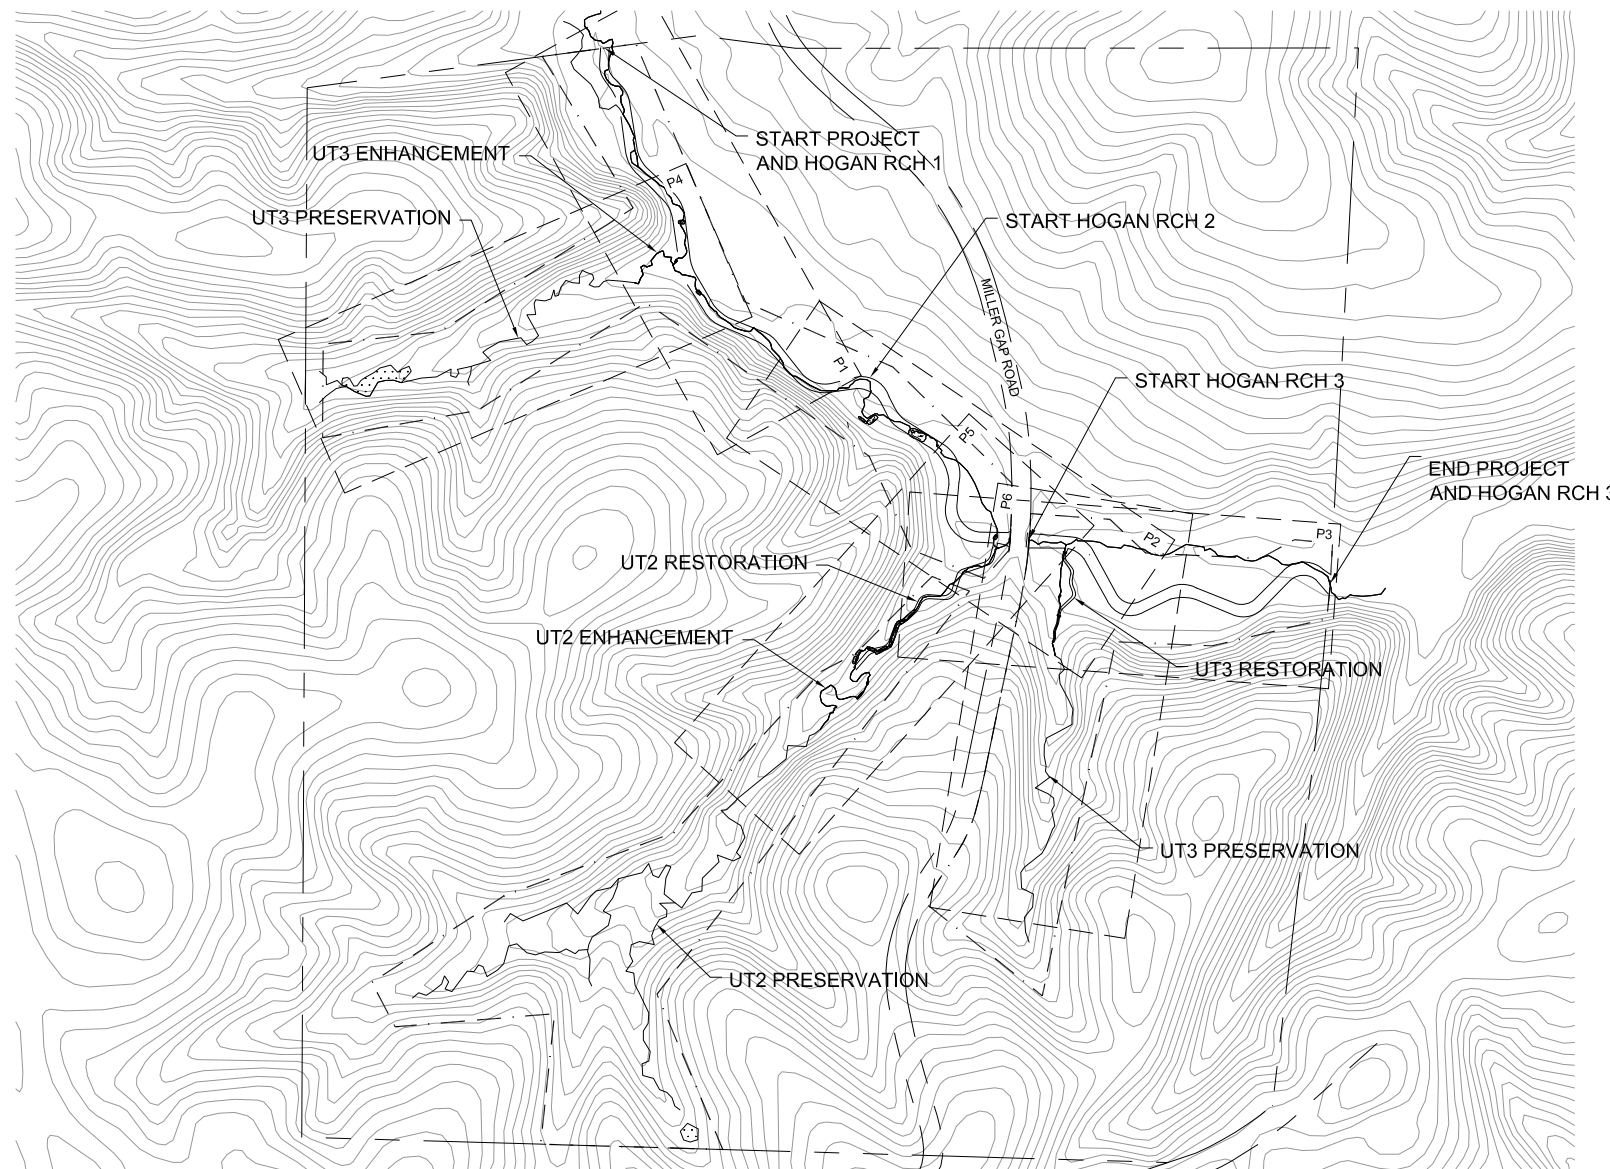 START PROJECT
AND HOGAN RCH 1
UT3 ENHANCEMENT
P4
UT3 PRESERVATION
START HOGAN RCH 2
MILLER GAP ROAD
P1
START HOGAN RCH 3
P5
END PROJECT
AND HOGAN RCH 3
P6
P2
P3
UT2 RESTORATION
UT2 ENHANCEMENT
UT3 RESTORATION
UT3 PRESERVATION
UT2 PRESERVATION